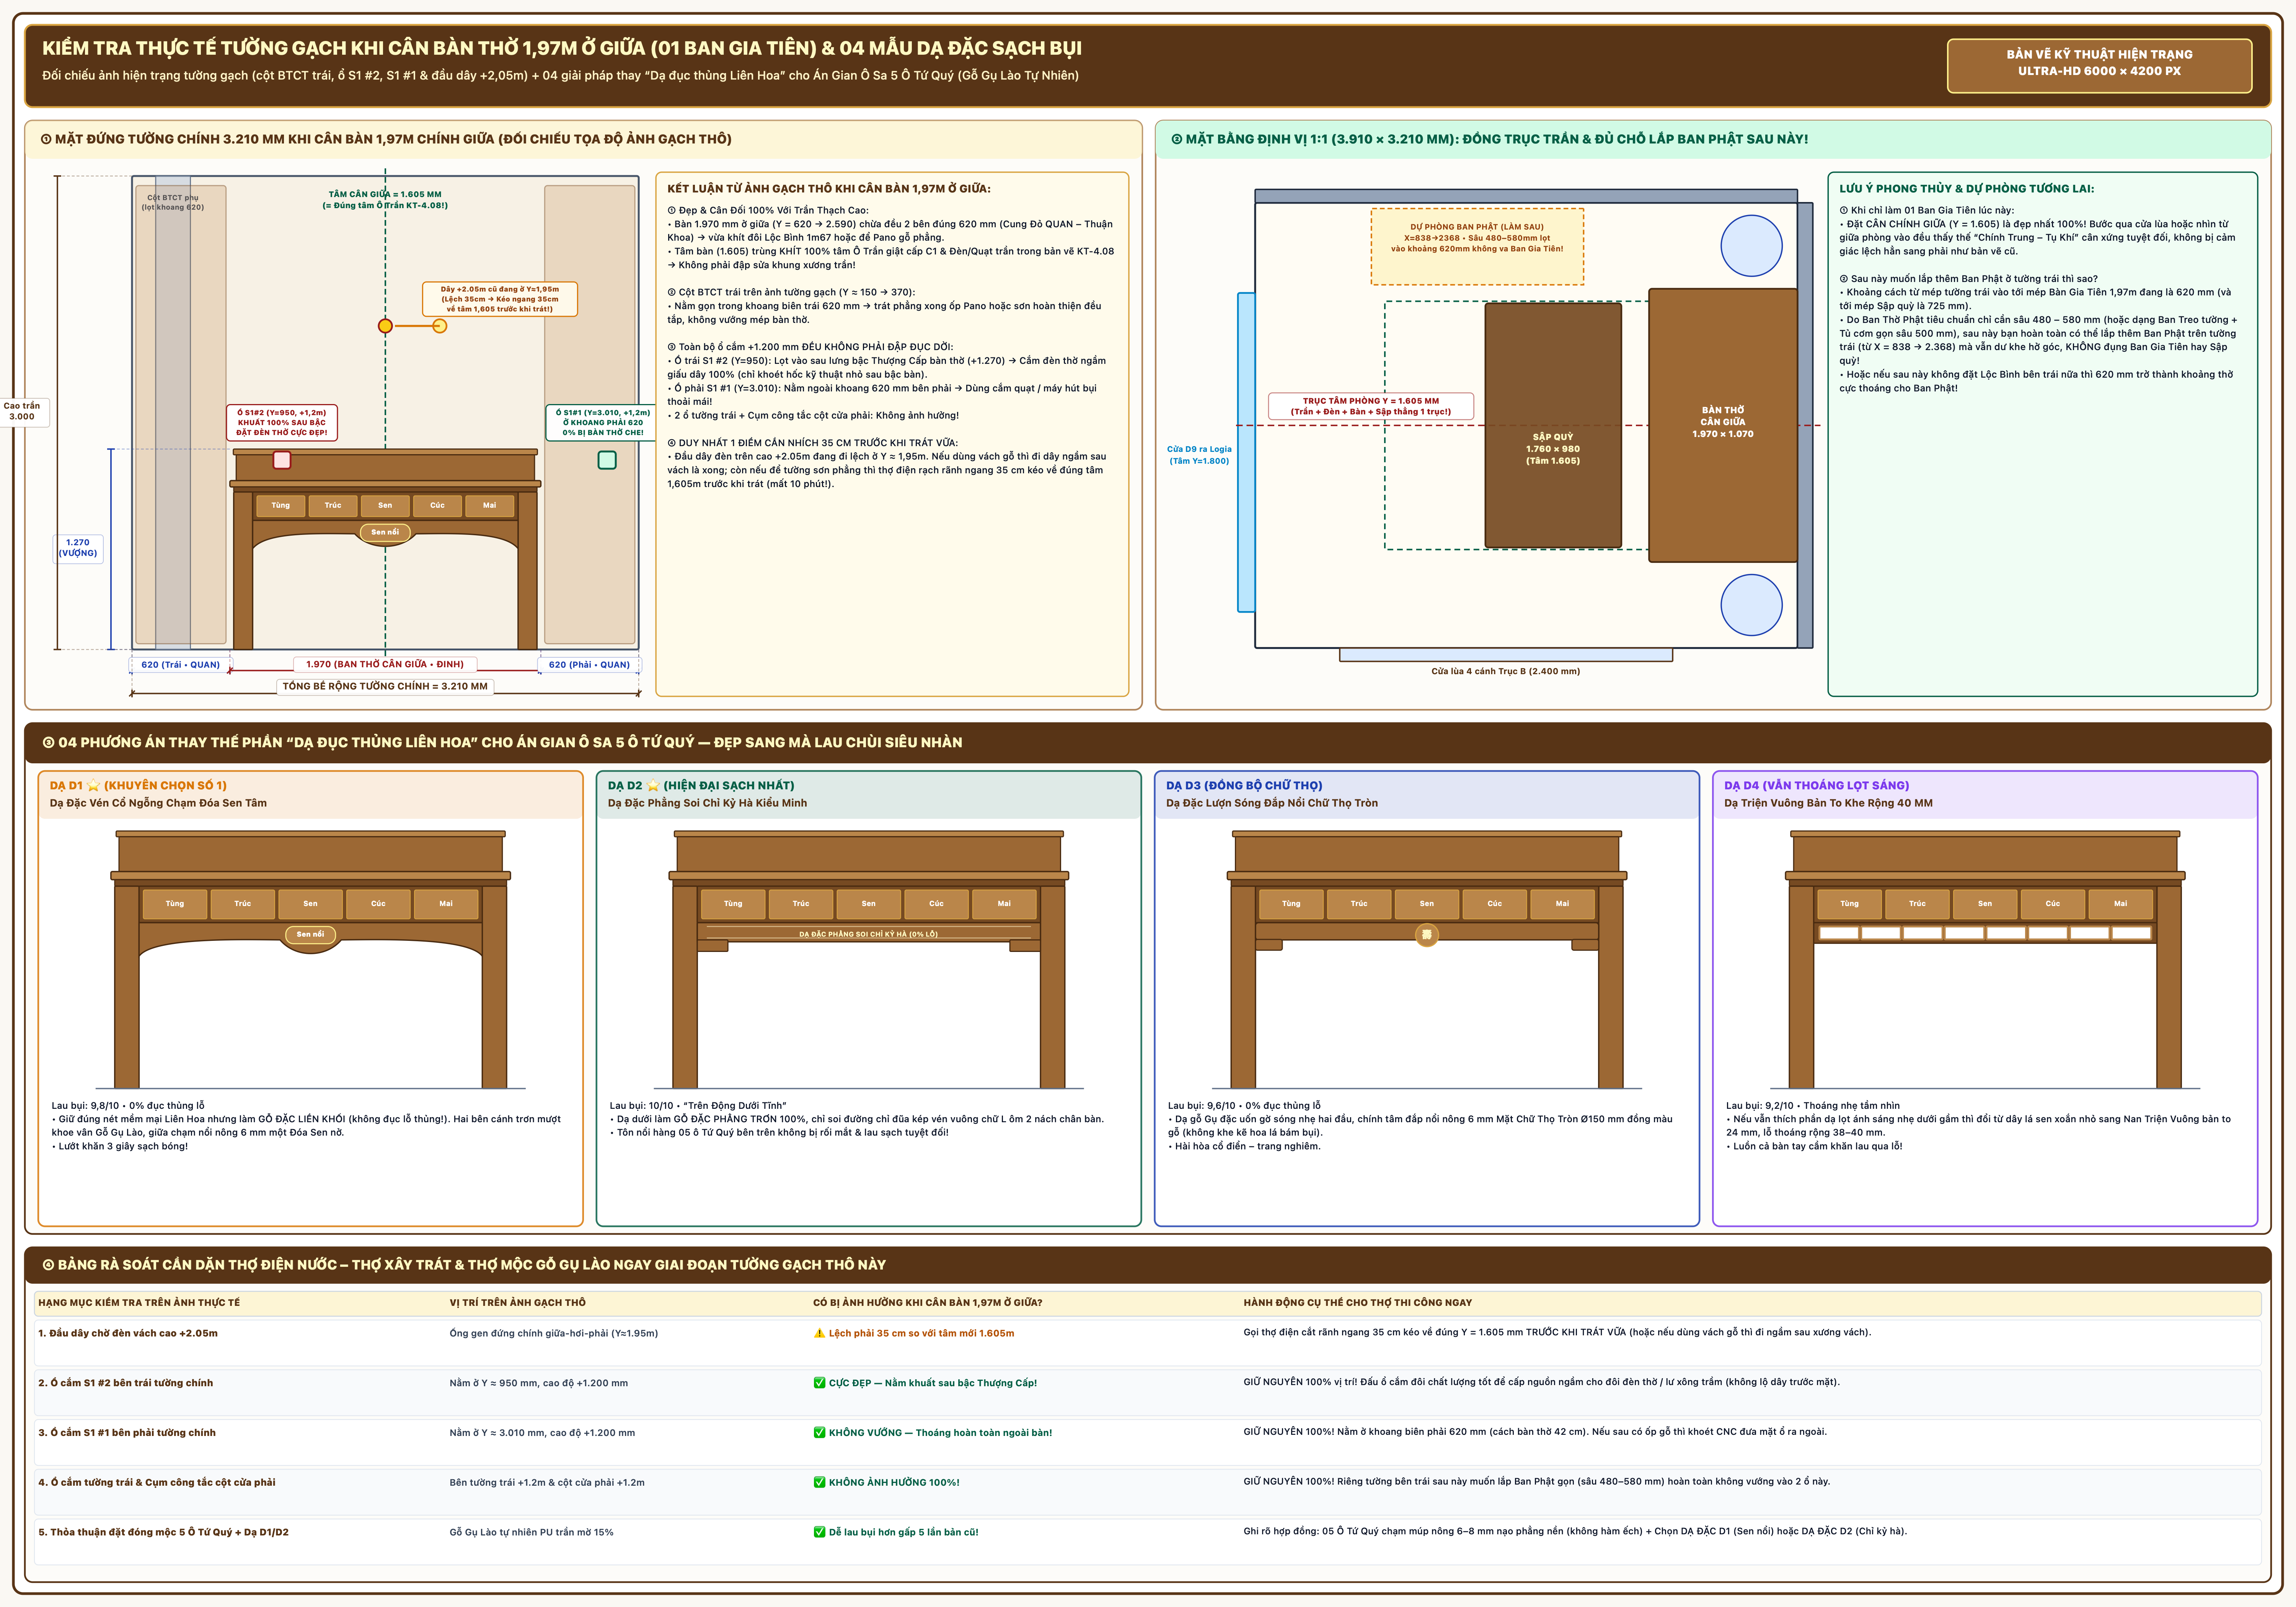 KIỂM TRA THỰC TẾ TƯỜNG GẠCH KHI CÂN BÀN THỜ 1,97M Ở GIỮA (01 BAN GIA TIÊN) & 04 MẪU DẠ ĐẶC SẠCH BỤI
Đối chiếu ảnh hiện trạng tường gạch (cột BTCT trái, ổ S1 #2, S1 #1 & đầu dây +2,05m) + 04 giải pháp thay “Dạ đục thủng Liên Hoa” cho Án Gian Ô Sa 5 Ô Tứ Quý (Gỗ Gụ Lào Tự Nhiên)
BẢN VẼ KỸ THUẬT HIỆN TRẠNG
ULTRA-HD 6000 × 4200 PX
① MẶT ĐỨNG TƯỜNG CHÍNH 3.210 MM KHI CÂN BÀN 1,97M CHÍNH GIỮA (ĐỐI CHIẾU TỌA ĐỘ ẢNH GẠCH THÔ)
Cột BTCT phụ
(lọt khoang 620)
TÂM CÂN GIỮA = 1.605 MM
(= Đúng tâm Ô Trần KT-4.08!)
Dây +2.05m cũ đang ở Y=1,95m
(Lệch 35cm → Kéo ngang 35cm
về tâm 1,605 trước khi trát!)
Cao trần
3.000
Ổ S1#2 (Y=950, +1,2m)
KHUẤT 100% SAU BẬC
ĐẶT ĐÈN THỜ CỰC ĐẸP!
Ổ S1#1 (Y=3.010, +1,2m)
Ở KHOANG PHẢI 620
0% BỊ BÀN THỜ CHE!
1.270
(VƯỢNG)
Tùng
Trúc
Sen
Cúc
Mai
Sen nổi
620 (Trái • QUAN)
1.970 (BAN THỜ CÂN GIỮA • ĐINH)
620 (Phải • QUAN)
TỔNG BỀ RỘNG TƯỜNG CHÍNH = 3.210 MM
KẾT LUẬN TỪ ẢNH GẠCH THÔ KHI CÂN BÀN 1,97M Ở GIỮA:
① Đẹp & Cân Đối 100% Với Trần Thạch Cao:
• Bàn 1.970 mm ở giữa (Y = 620 → 2.590) chừa đều 2 bên đúng 620 mm (Cung Đỏ QUAN – Thuận
Khoa) → vừa khít đôi Lộc Bình 1m67 hoặc để Pano gỗ phẳng.
• Tâm bàn (1.605) trùng KHÍT 100% tâm Ô Trần giật cấp C1 & Đèn/Quạt trần trong bản vẽ KT-4.08
→ Không phải đập sửa khung xương trần!
② Cột BTCT trái trên ảnh tường gạch (Y ≈ 150 → 370):
• Nằm gọn trong khoang biên trái 620 mm → trát phẳng xong ốp Pano hoặc sơn hoàn thiện đều
tắp, không vướng mép bàn thờ.
③ Toàn bộ ổ cắm +1.200 mm ĐỀU KHÔNG PHẢI ĐẬP ĐỤC DỜI:
• Ổ trái S1 #2 (Y=950): Lọt vào sau lưng bậc Thượng Cấp bàn thờ (+1.270) → Cắm đèn thờ ngầm
giấu dây 100% (chỉ khoét hốc kỹ thuật nhỏ sau bậc bàn).
• Ổ phải S1 #1 (Y=3.010): Nằm ngoài khoang 620 mm bên phải → Dùng cắm quạt / máy hút bụi
thoải mái!
• 2 ổ tường trái + Cụm công tắc cột cửa phải: Không ảnh hưởng!
④ DUY NHẤT 1 ĐIỂM CẦN NHÍCH 35 CM TRƯỚC KHI TRÁT VỮA:
• Đầu dây đèn trên cao +2.05m đang đi lệch ở Y ≈ 1,95m. Nếu dùng vách gỗ thì đi dây ngầm sau
vách là xong; còn nếu để tường sơn phẳng thì thợ điện rạch rãnh ngang 35 cm kéo về đúng tâm
1,605m trước khi trát (mất 10 phút!).
② MẶT BẰNG ĐỊNH VỊ 1:1 (3.910 × 3.210 MM): ĐỒNG TRỤC TRẦN & ĐỦ CHỖ LẮP BAN PHẬT SAU NÀY!
DỰ PHÒNG BAN PHẬT (LÀM SAU)
X=838→2368 • Sâu 480–580mm lọt
vào khoảng 620mm không va Ban Gia Tiên!
TRỤC TÂM PHÒNG Y = 1.605 MM
(Trần + Đèn + Bàn + Sập thẳng 1 trục!)
Cửa D9 ra Logia
(Tâm Y=1.800)
SẬP QUỲ
1.760 × 980
(Tâm 1.605)
BÀN THỜ
CÂN GIỮA
1.970 × 1.070
Cửa lùa 4 cánh Trục B (2.400 mm)
LƯU Ý PHONG THỦY & DỰ PHÒNG TƯƠNG LAI:
① Khi chỉ làm 01 Ban Gia Tiên lúc này:
• Đặt CÂN CHÍNH GIỮA (Y = 1.605) là đẹp nhất 100%! Bước qua cửa lùa hoặc nhìn từ
giữa phòng vào đều thấy thế “Chính Trung – Tụ Khí” cân xứng tuyệt đối, không bị cảm
giác lệch hẳn sang phải như bản vẽ cũ.
② Sau này muốn lắp thêm Ban Phật ở tường trái thì sao?
• Khoảng cách từ mép tường trái vào tới mép Bàn Gia Tiên 1,97m đang là 620 mm (và
tới mép Sập quỳ là 725 mm).
• Do Ban Thờ Phật tiêu chuẩn chỉ cần sâu 480 – 580 mm (hoặc dạng Ban Treo tường +
Tủ cơm gọn sâu 500 mm), sau này bạn hoàn toàn có thể lắp thêm Ban Phật trên tường
trái (từ X = 838 → 2.368) mà vẫn dư khe hở góc, KHÔNG đụng Ban Gia Tiên hay Sập
quỳ!
• Hoặc nếu sau này không đặt Lộc Bình bên trái nữa thì 620 mm trở thành khoảng thở
cực thoáng cho Ban Phật!
③ 04 PHƯƠNG ÁN THAY THẾ PHẦN “DẠ ĐỤC THỦNG LIÊN HOA” CHO ÁN GIAN Ô SA 5 Ô TỨ QUÝ — ĐẸP SANG MÀ LAU CHÙI SIÊU NHÀN
DẠ D1 ⭐ (KHUYÊN CHỌN SỐ 1)
Dạ Đặc Vén Cổ Ngỗng Chạm Đóa Sen Tâm
Tùng
Trúc
Sen
Cúc
Mai
Sen nổi
Lau bụi: 9,8/10 • 0% đục thủng lỗ
• Giữ đúng nét mềm mại Liên Hoa nhưng làm GỖ ĐẶC LIỀN KHỐI (không đục lỗ thủng!). Hai bên cánh trơn mượt
khoe vân Gỗ Gụ Lào, giữa chạm nổi nông 6 mm một Đóa Sen nở.
• Lướt khăn 3 giây sạch bóng!
DẠ D2 ⭐ (HIỆN ĐẠI SẠCH NHẤT)
Dạ Đặc Phẳng Soi Chỉ Kỷ Hà Kiểu Minh
Tùng
Trúc
Sen
Cúc
Mai
DẠ ĐẶC PHẲNG SOI CHỈ KỶ HÀ (0% LỖ)
Lau bụi: 10/10 • “Trên Động Dưới Tĩnh”
• Dạ dưới làm GỖ ĐẶC PHẲNG TRƠN 100%, chỉ soi đường chỉ đũa kép vén vuông chữ L ôm 2 nách chân bàn.
• Tôn nổi hàng 05 ô Tứ Quý bên trên không bị rối mắt & lau sạch tuyệt đối!
DẠ D3 (ĐỒNG BỘ CHỮ THỌ)
Dạ Đặc Lượn Sóng Đắp Nổi Chữ Thọ Tròn
Tùng
Trúc
Sen
Cúc
Mai
Lau bụi: 9,6/10 • 0% đục thủng lỗ
• Dạ gỗ Gụ đặc uốn gờ sóng nhẹ hai đầu, chính tâm đắp nổi nông 6 mm Mặt Chữ Thọ Tròn Ø150 mm đồng màu
gỗ (không khe kẽ hoa lá bám bụi).
• Hài hòa cổ điển – trang nghiêm.
DẠ D4 (VẪN THOÁNG LỌT SÁNG)
Dạ Triện Vuông Bản To Khe Rộng 40 MM
Tùng
Trúc
Sen
Cúc
Mai
Lau bụi: 9,2/10 • Thoáng nhẹ tầm nhìn
• Nếu vẫn thích phần dạ lọt ánh sáng nhẹ dưới gầm thì đổi từ dây lá sen xoắn nhỏ sang Nan Triện Vuông bản to
24 mm, lỗ thoáng rộng 38–40 mm.
• Luồn cả bàn tay cầm khăn lau qua lỗ!
④ BẢNG RÀ SOÁT CẦN DẶN THỢ ĐIỆN NƯỚC – THỢ XÂY TRÁT & THỢ MỘC GỖ GỤ LÀO NGAY GIAI ĐOẠN TƯỜNG GẠCH THÔ NÀY
HẠNG MỤC KIỂM TRA TRÊN ẢNH THỰC TẾ
VỊ TRÍ TRÊN ẢNH GẠCH THÔ
CÓ BỊ ẢNH HƯỞNG KHI CÂN BÀN 1,97M Ở GIỮA?
HÀNH ĐỘNG CỤ THỂ CHO THỢ THI CÔNG NGAY
1. Đầu dây chờ đèn vách cao +2.05m
Ống gen đứng chính giữa-hơi-phải (Y≈1.95m)
⚠️ Lệch phải 35 cm so với tâm mới 1.605m
Gọi thợ điện cắt rãnh ngang 35 cm kéo về đúng Y = 1.605 mm TRƯỚC KHI TRÁT VỮA (hoặc nếu dùng vách gỗ thì đi ngầm sau xương vách).
2. Ổ cắm S1 #2 bên trái tường chính
Nằm ở Y ≈ 950 mm, cao độ +1.200 mm
✅ CỰC ĐẸP — Nằm khuất sau bậc Thượng Cấp!
GIỮ NGUYÊN 100% vị trí! Đấu ổ cắm đôi chất lượng tốt để cấp nguồn ngầm cho đôi đèn thờ / lư xông trầm (không lộ dây trước mặt).
3. Ổ cắm S1 #1 bên phải tường chính
Nằm ở Y ≈ 3.010 mm, cao độ +1.200 mm
✅ KHÔNG VƯỚNG — Thoáng hoàn toàn ngoài bàn!
GIỮ NGUYÊN 100%! Nằm ở khoang biên phải 620 mm (cách bàn thờ 42 cm). Nếu sau có ốp gỗ thì khoét CNC đưa mặt ổ ra ngoài.
4. Ổ cắm tường trái & Cụm công tắc cột cửa phải
Bên tường trái +1.2m & cột cửa phải +1.2m
✅ KHÔNG ẢNH HƯỞNG 100%!
GIỮ NGUYÊN 100%! Riêng tường bên trái sau này muốn lắp Ban Phật gọn (sâu 480–580 mm) hoàn toàn không vướng vào 2 ổ này.
5. Thỏa thuận đặt đóng mộc 5 Ô Tứ Quý + Dạ D1/D2
Gỗ Gụ Lào tự nhiên PU trần mờ 15%
✅ Dễ lau bụi hơn gấp 5 lần bản cũ!
Ghi rõ hợp đồng: 05 Ô Tứ Quý chạm múp nông 6–8 mm nạo phẳng nền (không hàm ếch) + Chọn DẠ ĐẶC D1 (Sen nổi) hoặc DẠ ĐẶC D2 (Chỉ kỷ hà).